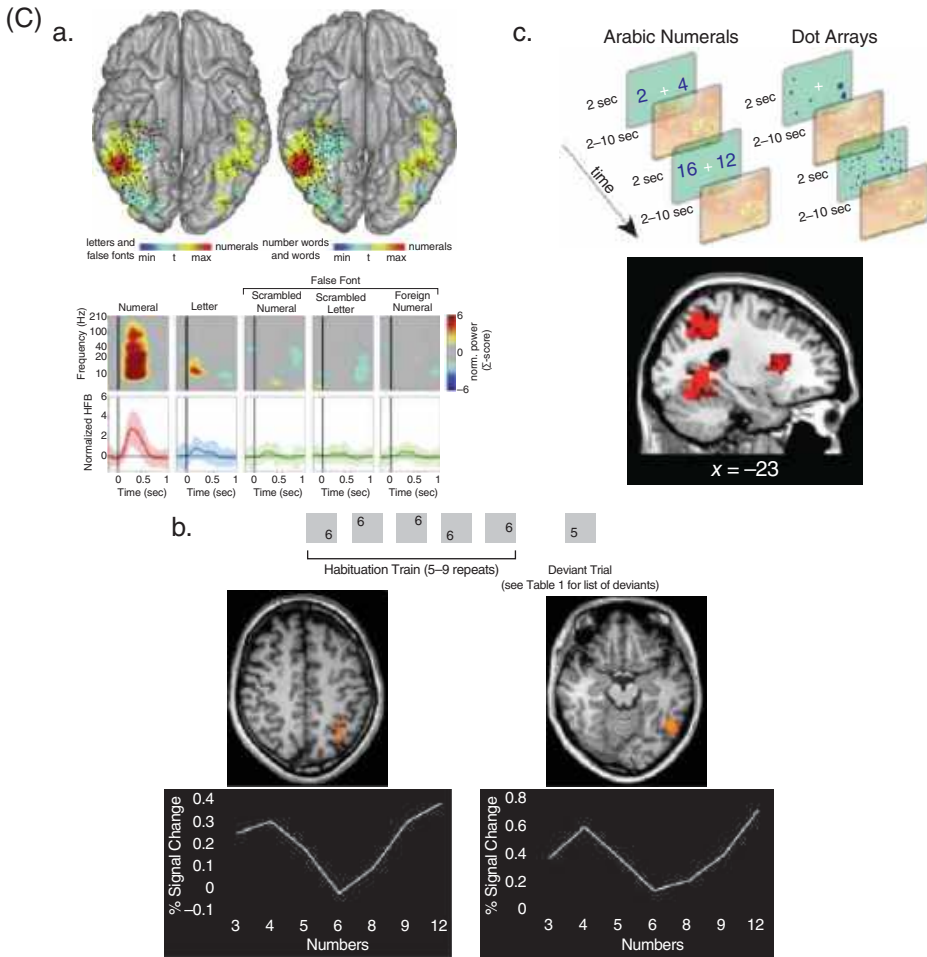 (C)
a.
letters and false fonts
min t max
numerals
number words and words
min t max
numerals
False Font
Numeral
Letter
Scrambled Numeral
Scrambled Letter
Foreign Numeral
Frequency (Hz)
210
100
40
20
10
6
0
–6
norm. power
(Σ-score)
Normalized HFB
6
4
2
0
0 0.5 1
0 0.5 1
0 0.5 1
0 0.5 1
0 0.5 1
Time (sec)
Time (sec)
Time (sec)
Time (sec)
Time (sec)
c.
Arabic Numerals
Dot Arrays
2 + 4
+
2 sec
2 sec
2–10 sec
2–10 sec
16 + 12
2 sec
2 sec
2–10 sec
2–10 sec
time
x = –23
b.
6
6
6
6
6
5
Habituation Train (5–9 repeats)
Deviant Trial
(see Table 1 for list of deviants)
% Signal Change
0.4
0.3
0.2
0.1
0
–0.1
3 4 5 6 8 9 12
Numbers
% Signal Change
0.8
0.6
0.4
0.2
0
3 4 5 6 8 9 12
Numbers